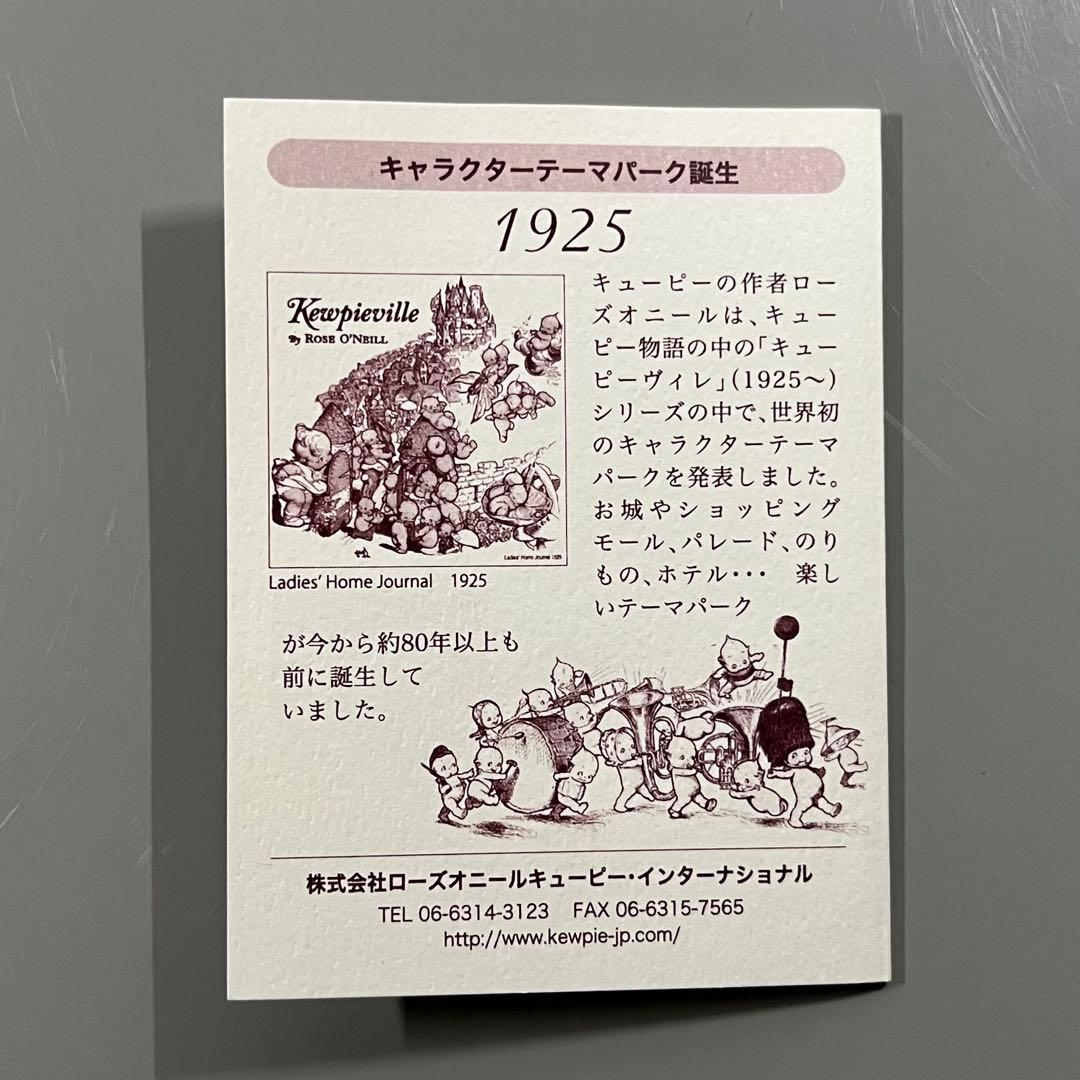 キャラクターテーマパーク誕生
1925
Kewpieville
By ROSE O'NEILL
Ladies' Home Journal 1925
Ladies' Home Journal 1925
キューピーの作者ロー
ズオニールは、キュー
ピー物語の中の「キュー
ピーヴィレ」(1925〜)
シリーズの中で、世界初
のキャラクターテーマ
パークを発表しました。
お城やショッピング
モール、パレード、のり
もの、ホテル・・・ 楽し
いテーマパーク
が今から約80年以上も
前に誕生して
いました。
株式会社ローズオニールキューピー・インターナショナル
TEL 06-6314-3123 FAX 06-6315-7565
http://www.kewpie-jp.com/